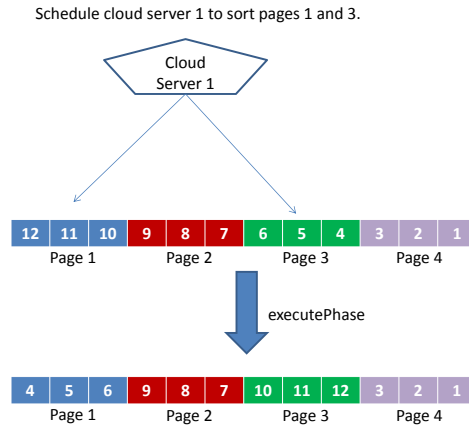 Schedule cloud server 1 to sort pages 1 and 3.
Cloud
Server 1
12 11 10 9 8 7 6 5 4 3 2 1
Page 1 Page 2 Page 3 Page 4
executePhase
4 5 6 9 8 7 10 11 12 3 2 1
Page 1 Page 2 Page 3 Page 4